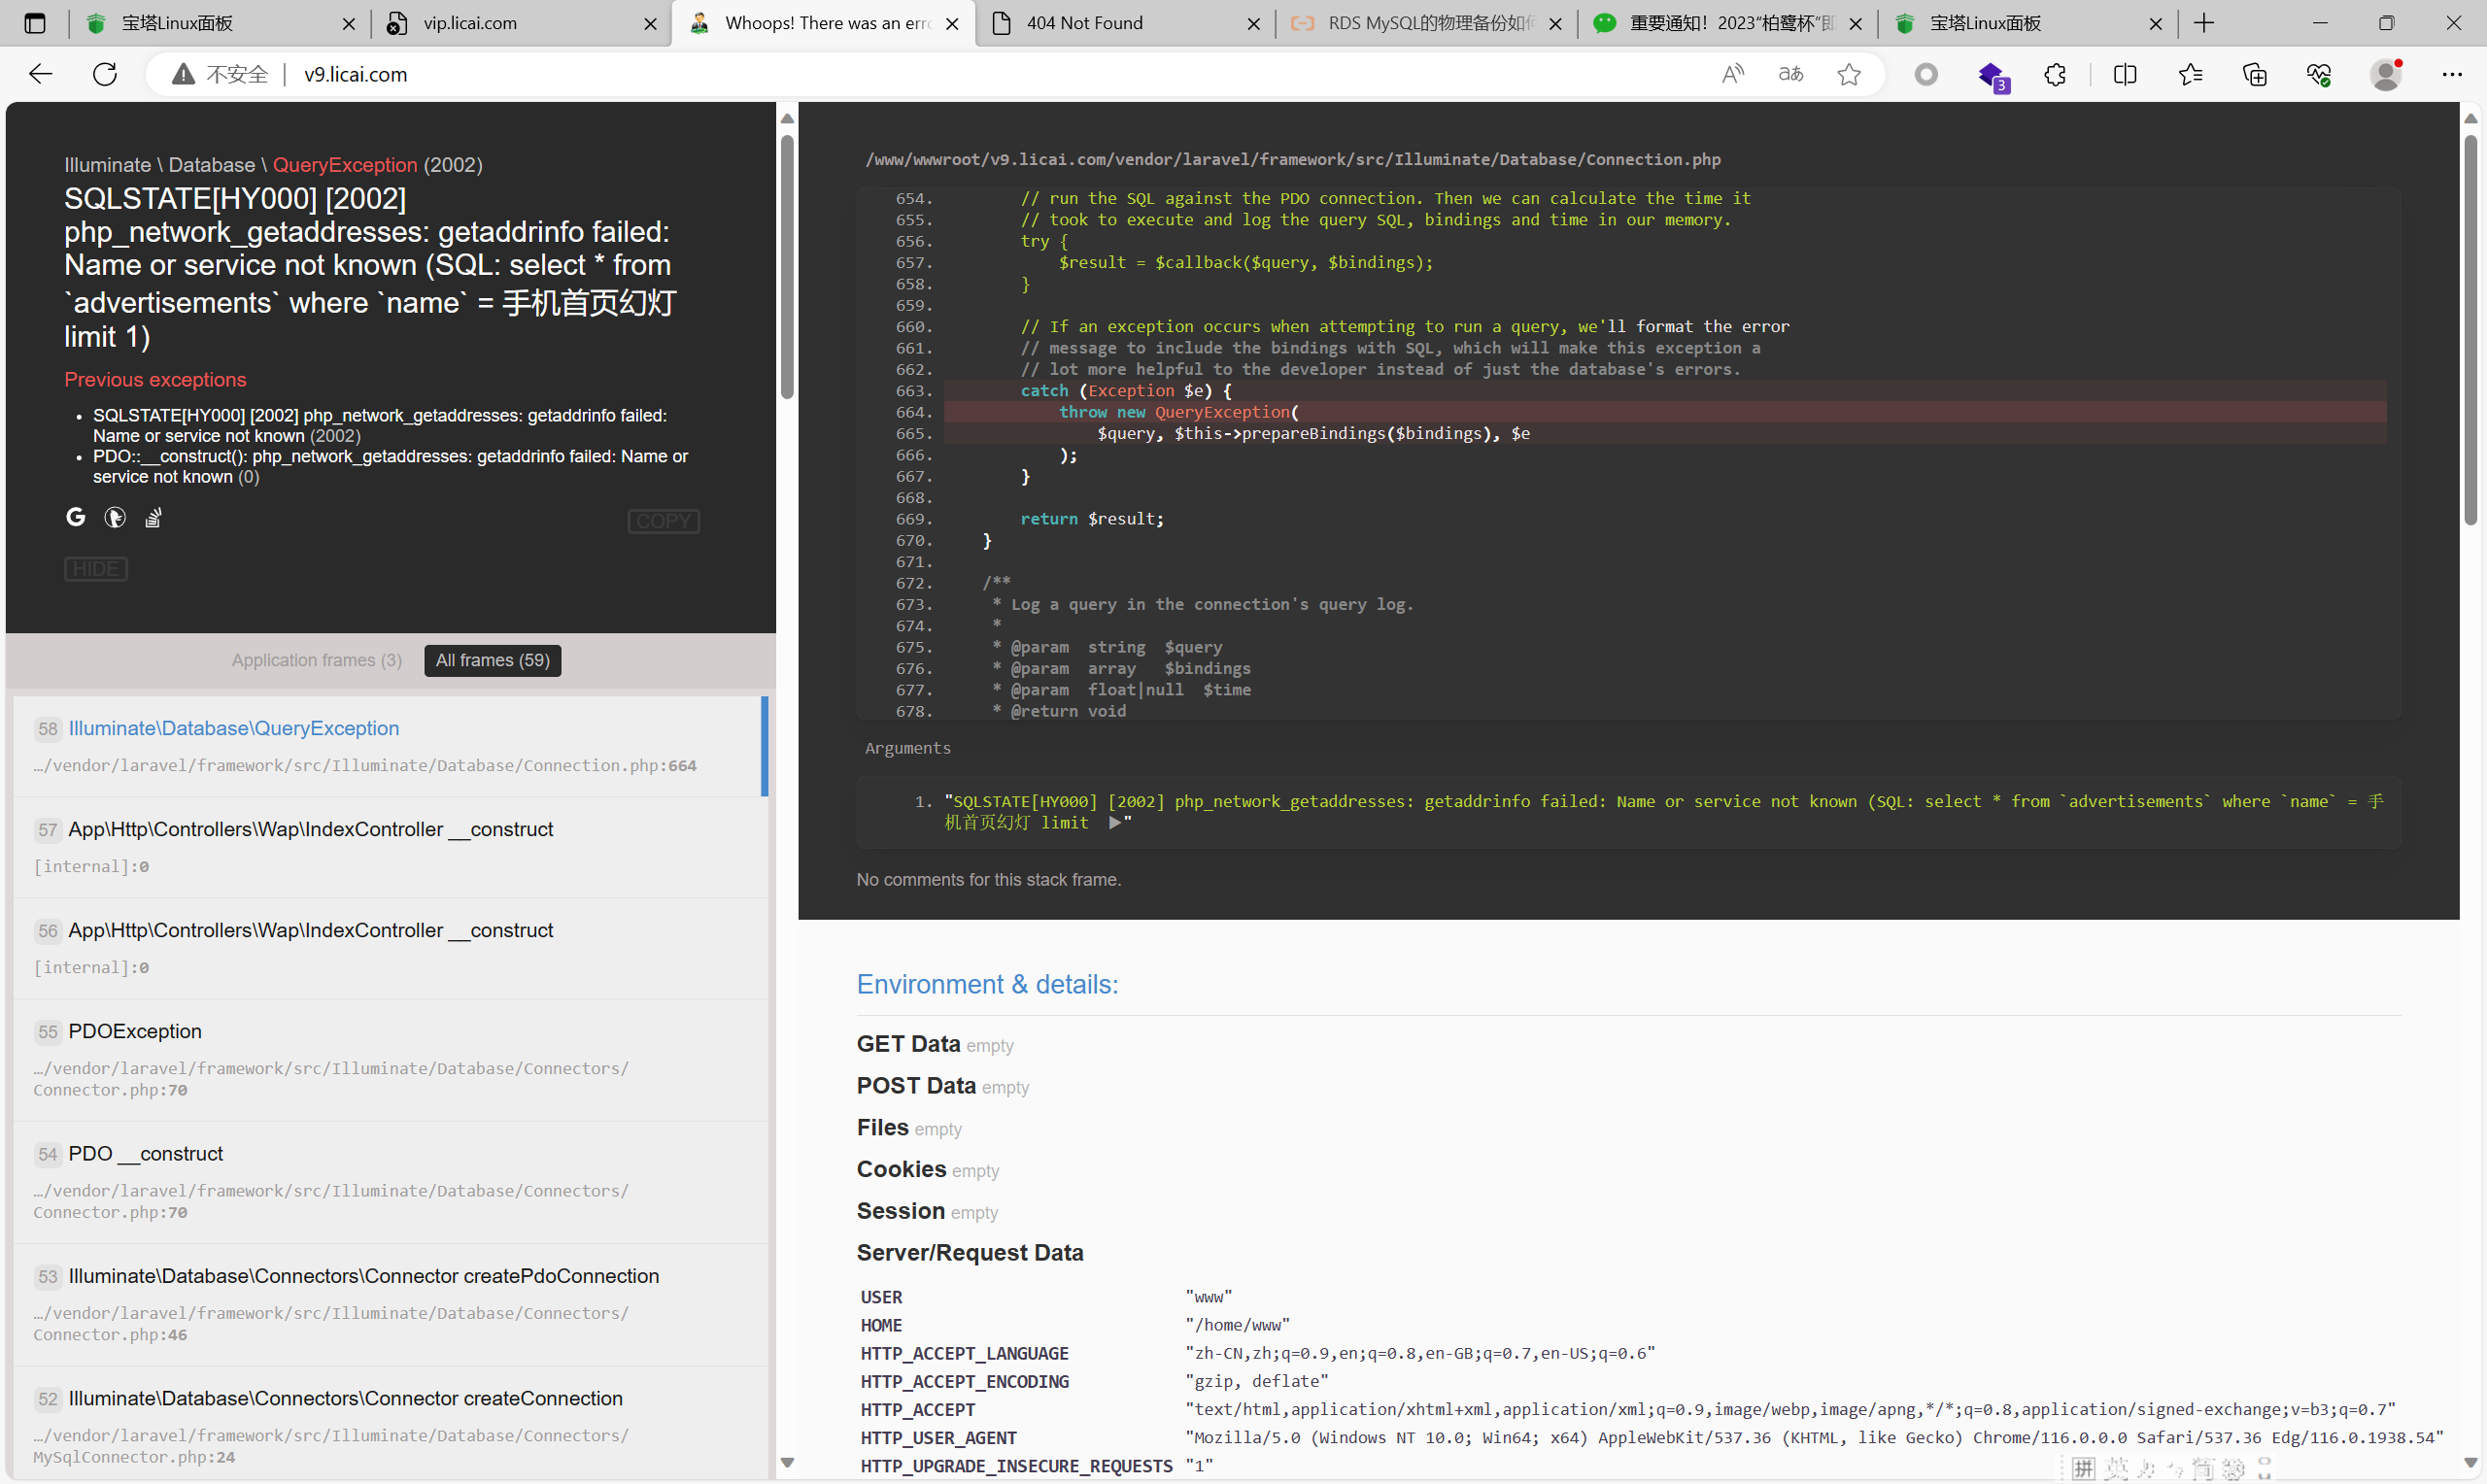 宝塔Linux面板
vip.licai.com
Whoops! There was an erro
404 Not Found
RDS MySQL的物理备份如何
重要通知！2023“柏鹭杯”即
宝塔Linux面板
不安全
v9.licai.com
3
Illuminate \ Database \ QueryException (2002)
SQLSTATE[HY000] [2002]
php_network_getaddresses: getaddrinfo failed:
Name or service not known (SQL: select * from
`advertisements` where `name` = 手机首页幻灯
limit 1)
Previous exceptions
• SQLSTATE[HY000] [2002] php_network_getaddresses: getaddrinfo failed:
Name or service not known (2002)
• PDO::__construct(): php_network_getaddresses: getaddrinfo failed: Name or
service not known (0)
COPY
HIDE
Application frames (3)
All frames (59)
58 Illuminate\Database\QueryException
…/vendor/laravel/framework/src/Illuminate/Database/Connection.php:664
57 App\Http\Controllers\Wap\IndexController __construct
[internal]:0
56 App\Http\Controllers\Wap\IndexController __construct
[internal]:0
55 PDOException
…/vendor/laravel/framework/src/Illuminate/Database/Connectors/
Connector.php:70
54 PDO __construct
…/vendor/laravel/framework/src/Illuminate/Database/Connectors/
Connector.php:70
53 Illuminate\Database\Connectors\Connector createPdoConnection
…/vendor/laravel/framework/src/Illuminate/Database/Connectors/
Connector.php:46
52 Illuminate\Database\Connectors\Connector createConnection
…/vendor/laravel/framework/src/Illuminate/Database/Connectors/
MySqlConnector.php:24
/www/wwwroot/v9.licai.com/vendor/laravel/framework/src/Illuminate/Database/Connection.php
654. // run the SQL against the PDO connection. Then we can calculate the time it
655. // took to execute and log the query SQL, bindings and time in our memory.
656. try {
657. $result = $callback($query, $bindings);
658. }
659.
660. // If an exception occurs when attempting to run a query, we'll format the error
661. // message to include the bindings with SQL, which will make this exception a
662. // lot more helpful to the developer instead of just the database's errors.
663. catch (Exception $e) {
664. throw new QueryException(
665. $query, $this->prepareBindings($bindings), $e
666. );
667. }
668.
669. return $result;
670. }
671.
672. /**
673. * Log a query in the connection's query log.
674. *
675. * @param  string  $query
676. * @param  array   $bindings
677. * @param  float|null  $time
678. * @return void
Arguments
1. "SQLSTATE[HY000] [2002] php_network_getaddresses: getaddrinfo failed: Name or service not known (SQL: select * from `advertisements` where `name` = 手
机首页幻灯 limit ▶"
No comments for this stack frame.
Environment & details:
GET Data empty
POST Data empty
Files empty
Cookies empty
Session empty
Server/Request Data
USER "www"
HOME "/home/www"
HTTP_ACCEPT_LANGUAGE "zh-CN,zh;q=0.9,en;q=0.8,en-GB;q=0.7,en-US;q=0.6"
HTTP_ACCEPT_ENCODING "gzip, deflate"
HTTP_ACCEPT "text/html,application/xhtml+xml,application/xml;q=0.9,image/webp,image/apng,*/*;q=0.8,application/signed-exchange;v=b3;q=0.7"
HTTP_USER_AGENT "Mozilla/5.0 (Windows NT 10.0; Win64; x64) AppleWebKit/537.36 (KHTML, like Gecko) Chrome/116.0.0.0 Safari/537.36 Edg/116.0.1938.54"
HTTP_UPGRADE_INSECURE_REQUESTS "1"
拼 英 简